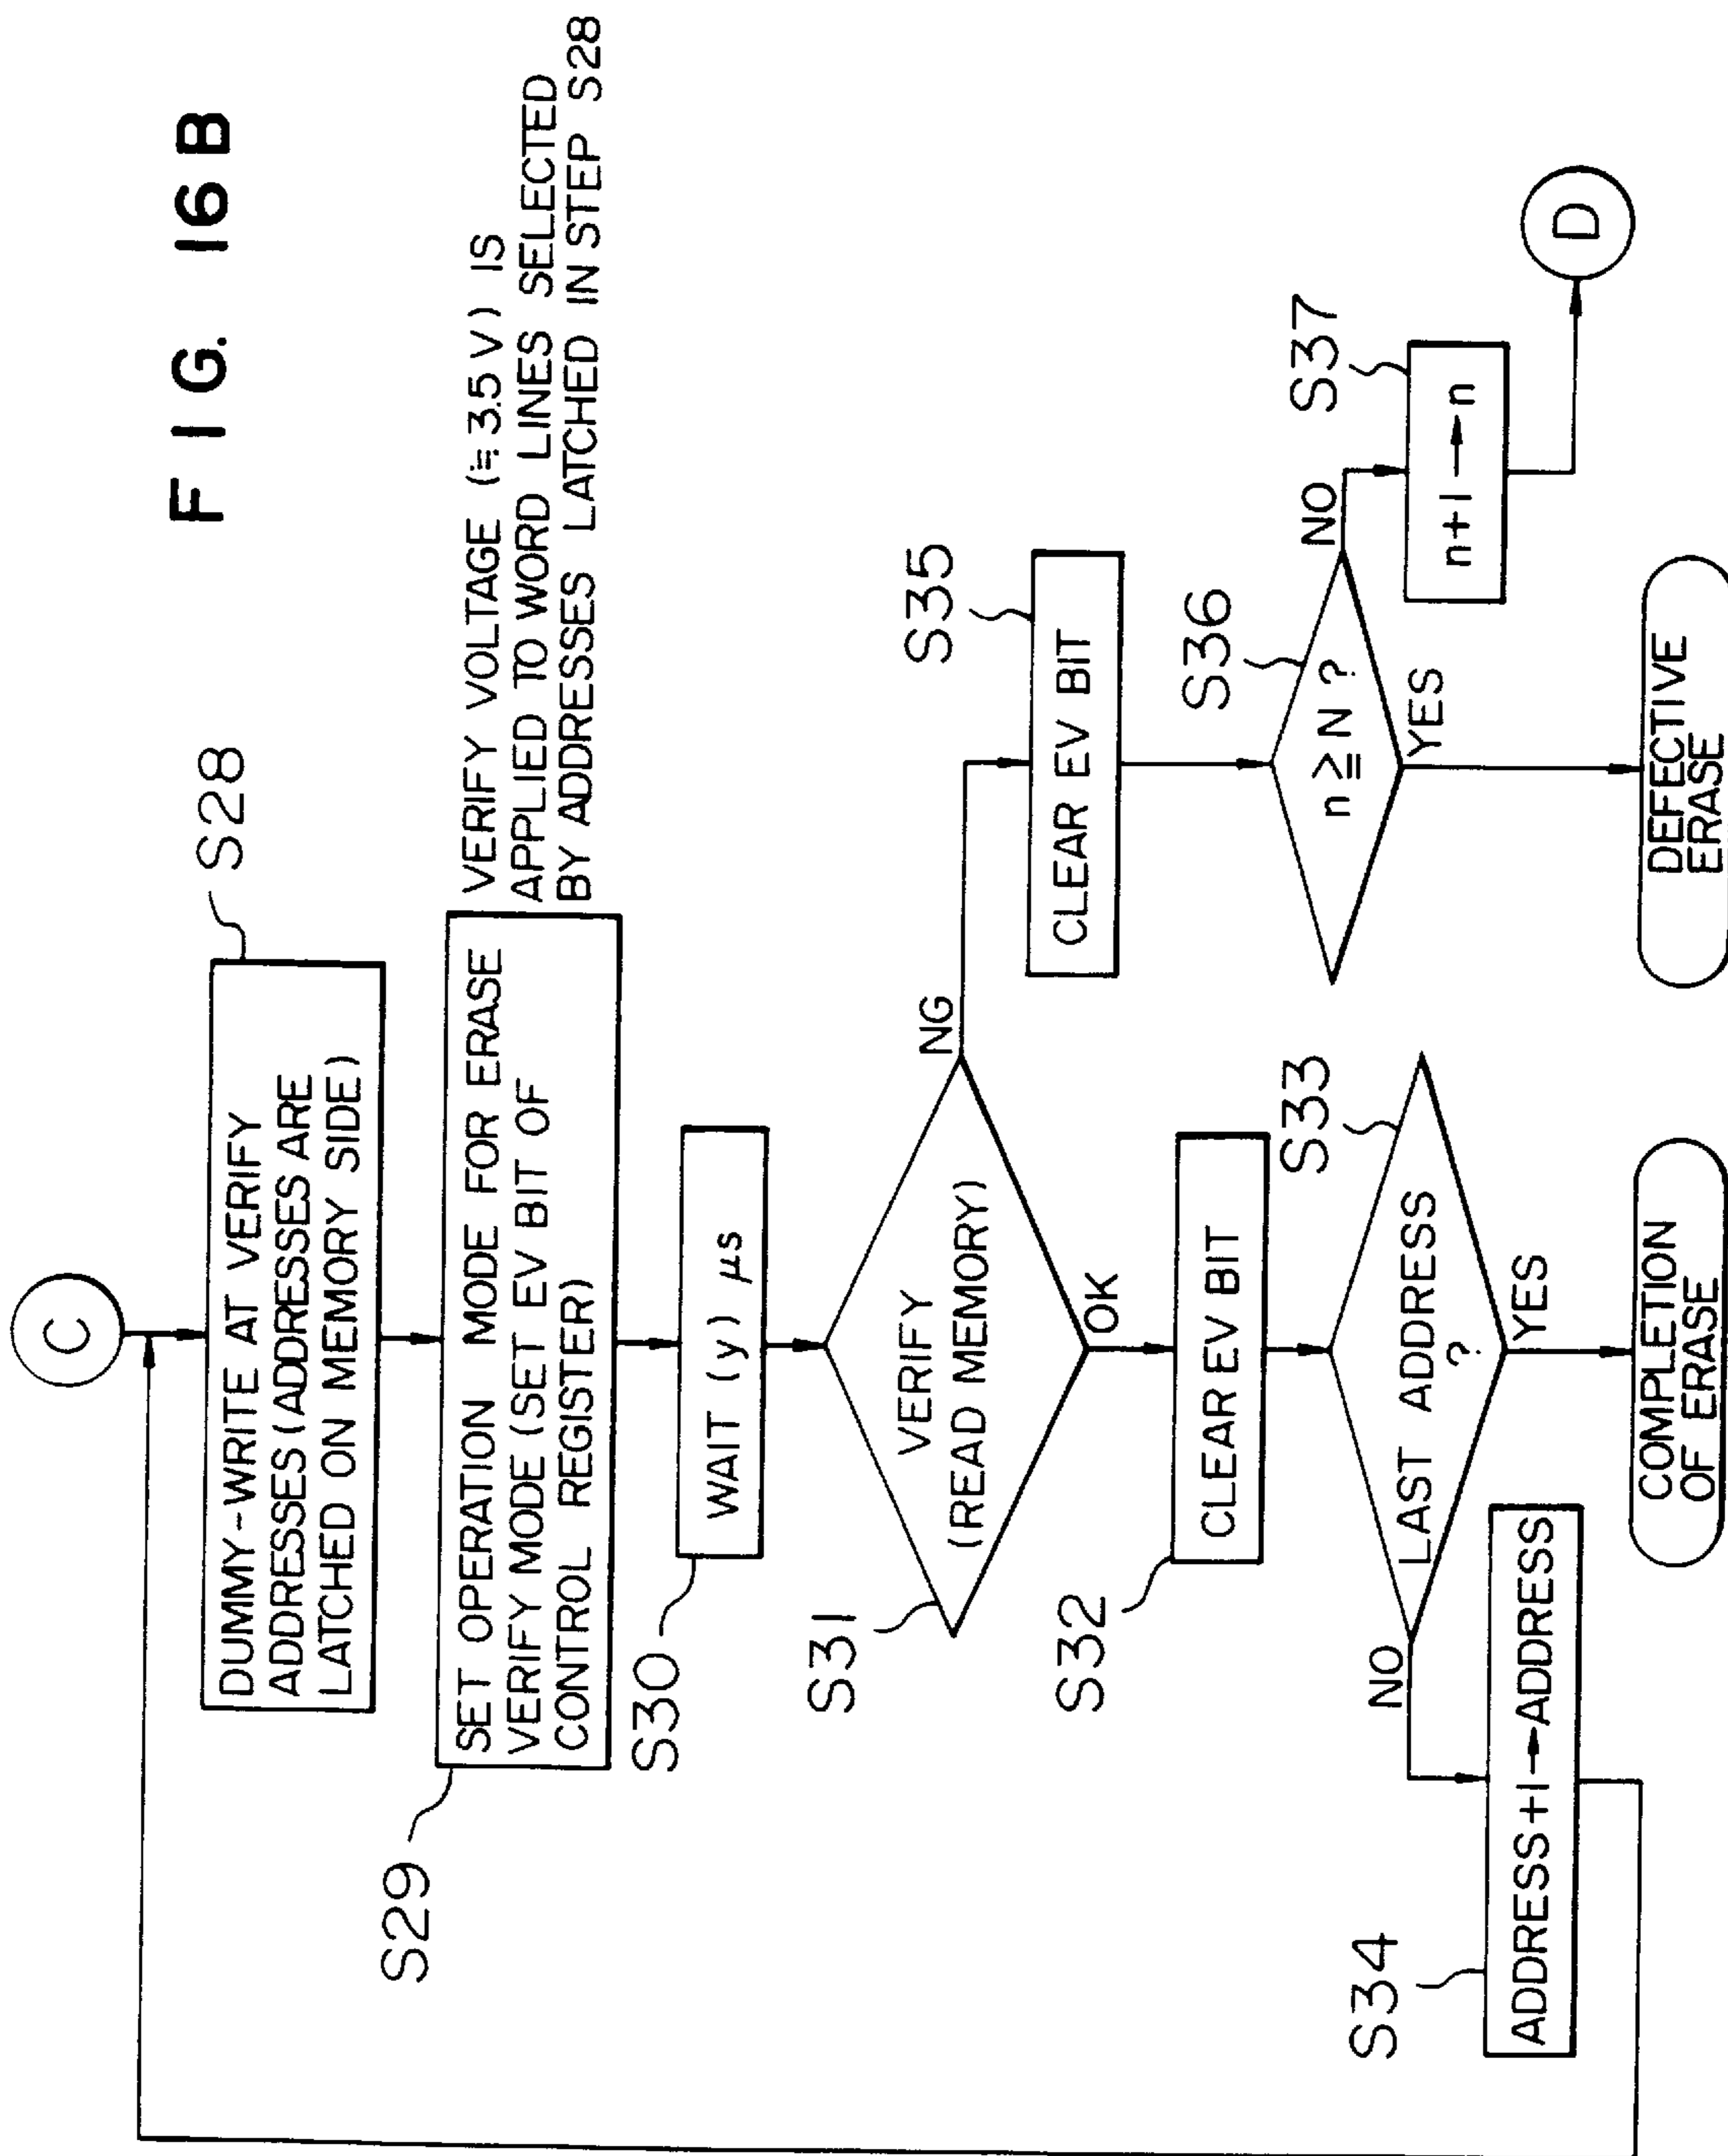 FIG. 16B
C
DUMMY-WRITE AT VERIFY
ADDRESSES (ADDRESSES ARE
LATCHED ON MEMORY SIDE)
S28
SET OPERATION MODE FOR ERASE
VERIFY MODE (SET EV BIT OF
CONTROL REGISTER)
S29
VERIFY VOLTAGE (≒ 3.5 V) IS
APPLIED TO WORD LINES SELECTED
BY ADDRESSES LATCHED IN STEP S28
S30
WAIT (y) μs
S31
VERIFY
(READ MEMORY)
NG
OK
S32
CLEAR EV BIT
S33
LAST ADDRESS
?
NO
YES
S34
ADDRESS+1→ADDRESS
COMPLETION
OF ERASE
S35
CLEAR EV BIT
S36
n ≧ N ?
NO
YES
S37
n+1→n
D
DEFECTIVE
ERASE